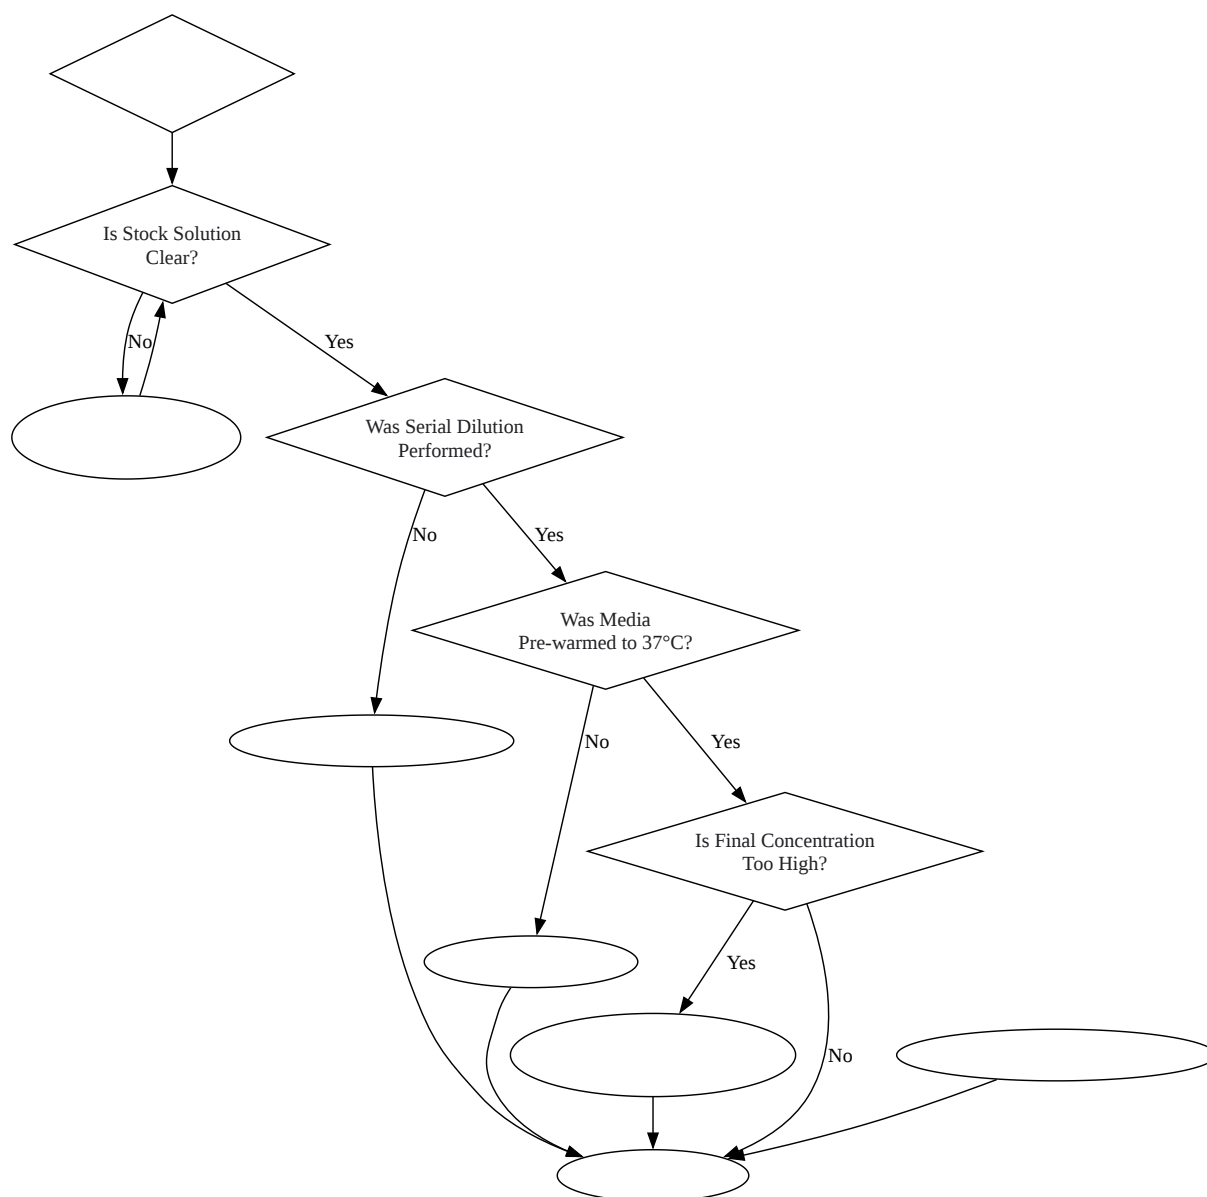 Is Stock Solution
Clear?
No
Yes
Was Serial Dilution
Performed?
No
Yes
Was Media
Pre-warmed to 37°C?
No
Yes
Is Final Concentration
Too High?
Yes
No